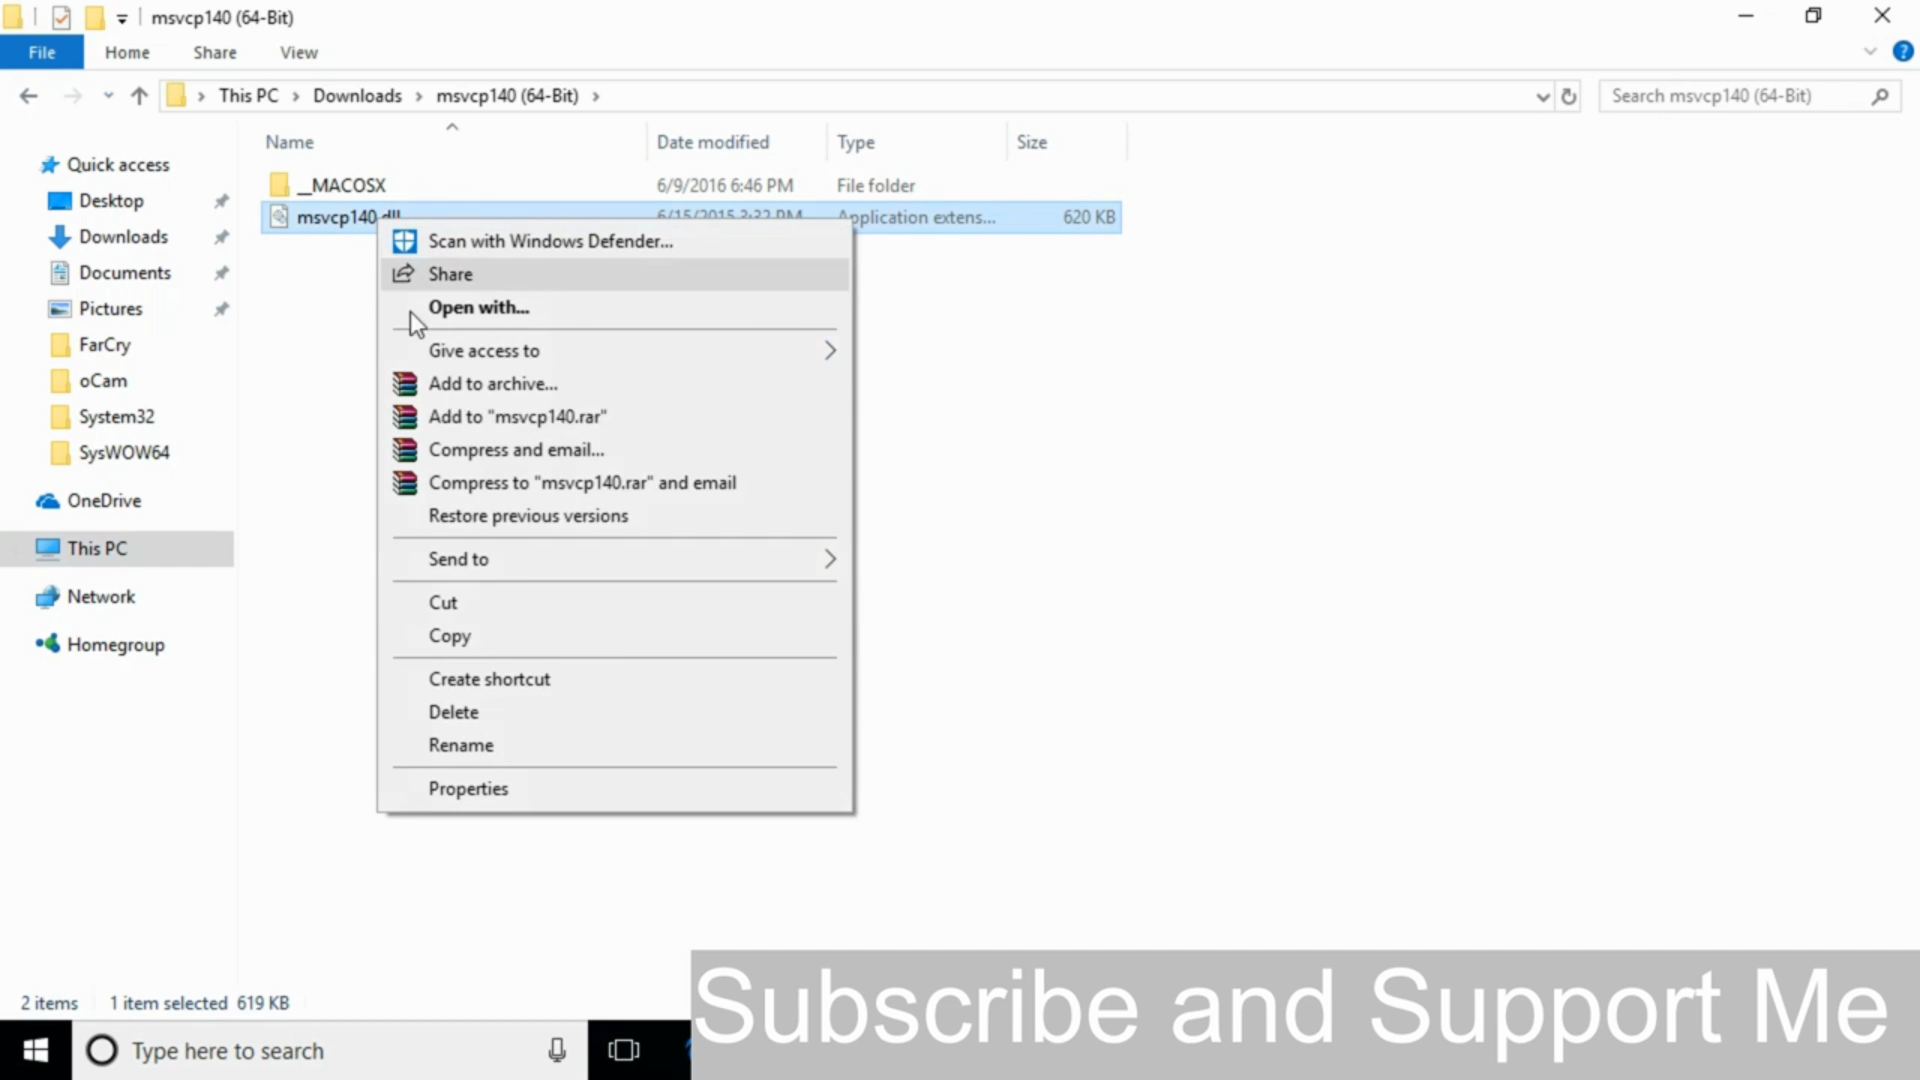 msvcp140 (64-Bit)
File Home Share View
This PC Downloads msvcp140 (64-Bit)
Search msvcp140 (64-Bit)
Name Date modified Type Size
__MACOSX 6/9/2016 6:46 PM File folder
msvcp140.dll 6/15/2015 3:32 PM Application extens... 620 KB
Quick access
Desktop
Downloads
Documents
Pictures
FarCry
oCam
System32
SysWOW64
OneDrive
This PC
Network
Homegroup
Scan with Windows Defender...
Share
Open with...
Give access to
Add to archive...
Add to "msvcp140.rar"
Compress and email...
Compress to "msvcp140.rar" and email
Restore previous versions
Send to
Cut
Copy
Create shortcut
Delete
Rename
Properties
2 items 1 item selected 619 KB
Subscribe and Support Me
Type here to search